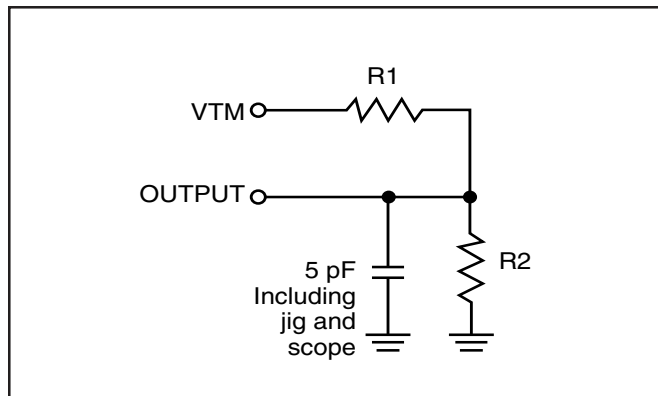 R1
VTM
OUTPUT
R2
5 pF
Including
jig and
scope